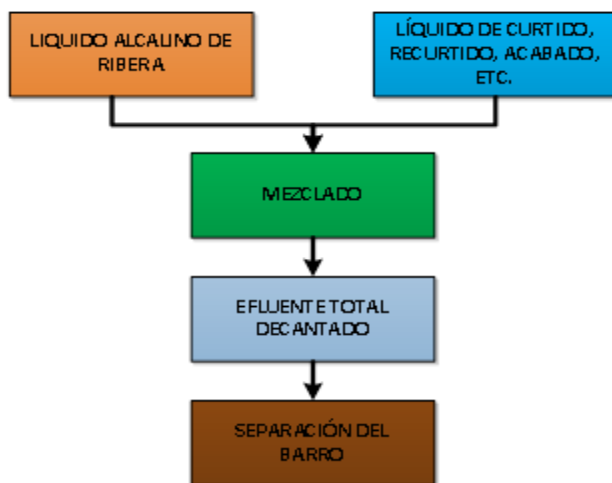 LIQUIDO ALCALINO DE
RIBERA
LÍQUIDO DE CURTIDO,
RECURTIDO, ACABADO,
ETC.
MEZCLADO
EFLUENTE TOTAL
DECANTADO
SEPARACIÓN DEL
BARRO